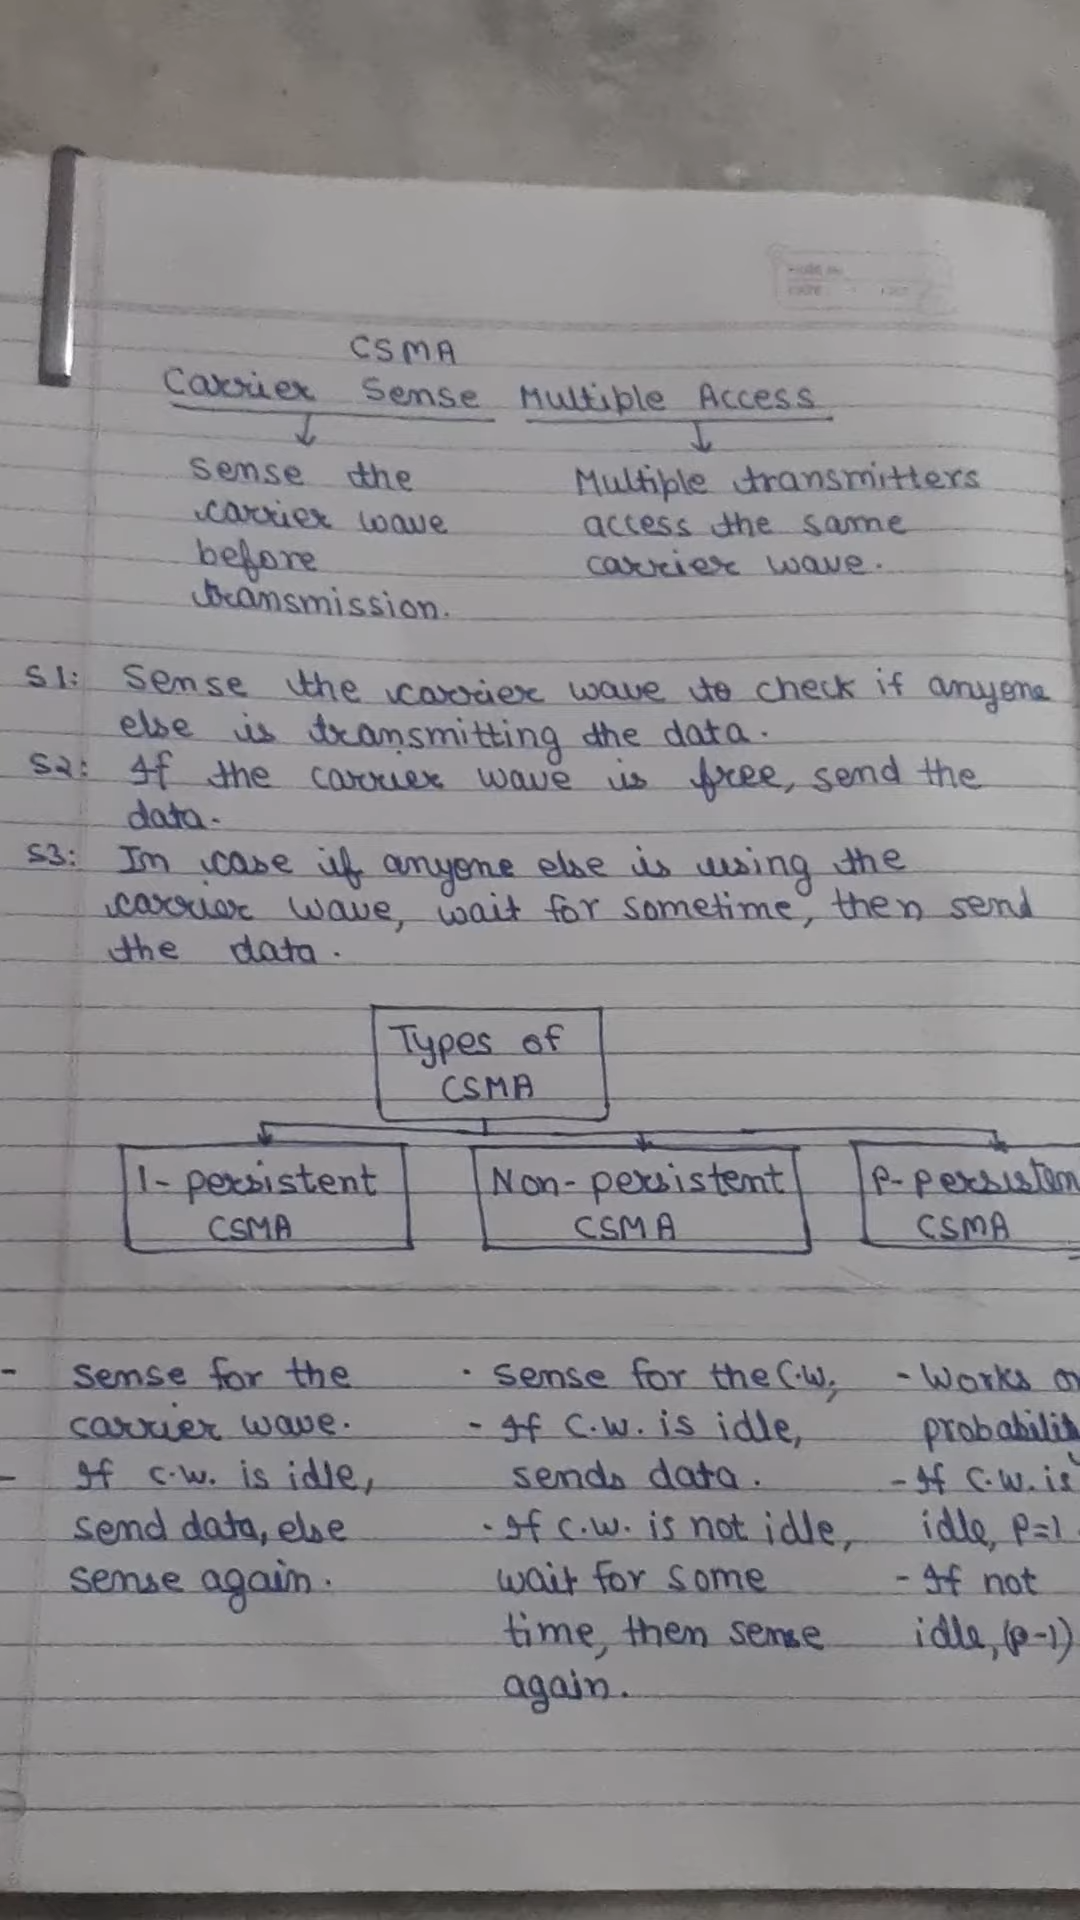 CSMA
Carrier Sense Multiple Access
sense the
carrier wave
before
transmission.
Multiple transmitters
access the same
carrier wave.
S1: Sense the carrier wave to check if anyone
else is transmitting the data.
S2: If the carrier wave is free, send the
data.
S3: In case if anyone else is using the
carrier wave, wait for sometime, then send
the data.
Types of
CSMA
1-persistent
CSMA
Non-persistent
CSMA
P-persisten
CSMA
- sense for the
carrier wave.
- If c.w. is idle,
send data, else
sense again.
· sense for the C.W.
- If C.W. is idle,
sends data.
· If C.W. is not idle,
wait for some
time, then sense
again.
- Works on
probabilit
- If C.W. is
idle, P=1
- If not
idle, (P-1)